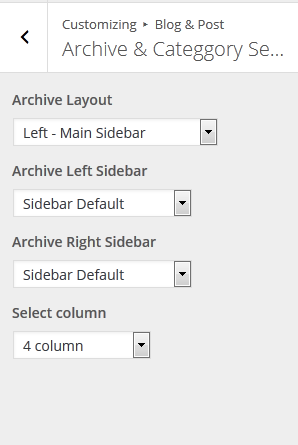 Customizing ▸ Blog & Post
Archive & Categgory Se...
Archive Layout
Left - Main Sidebar
Archive Left Sidebar
Sidebar Default
Archive Right Sidebar
Sidebar Default
Select column
4 column